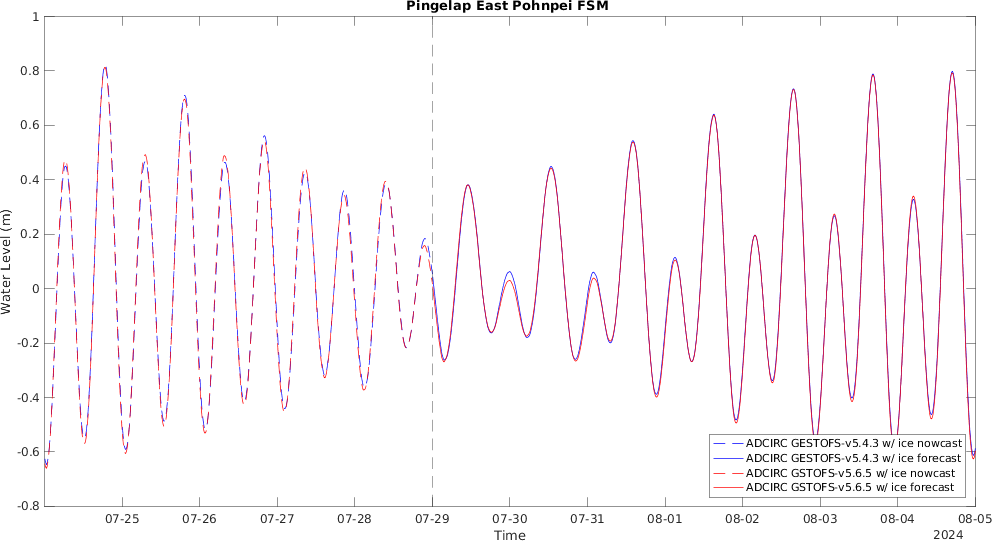 Pingelap East Pohnpei FSM
1
0.8
0.6
0.4
0.2
0
-0.2
-0.4
-0.6
-0.8
Water Level (m)
07-25 07-26 07-27 07-28 07-29 07-30 07-31 08-01 08-02 08-03 08-04 08-05
Time
2024
ADCIRC GESTOFS-v5.4.3 w/ ice nowcast
ADCIRC GESTOFS-v5.4.3 w/ ice forecast
ADCIRC GSTOFS-v5.6.5 w/ ice nowcast
ADCIRC GSTOFS-v5.6.5 w/ ice forecast